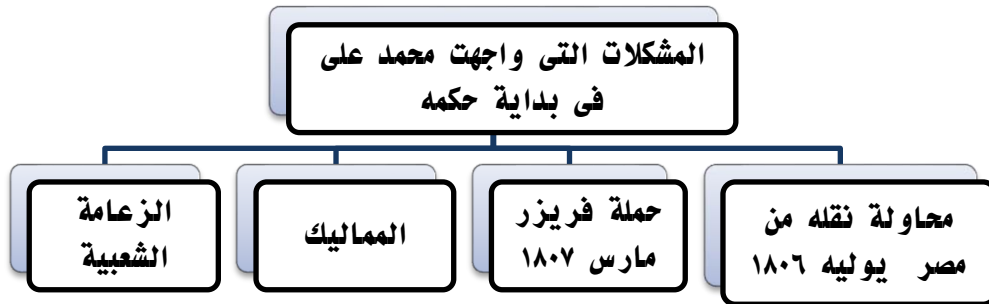 المشكلات التى واجهت محمد على
فى بداية حكمه
محاولة نقله من
مصر يوليه ١٨٠٦
حملة فريزر
مارس ١٨٠٧
المماليك
الزعامة
الشعبية